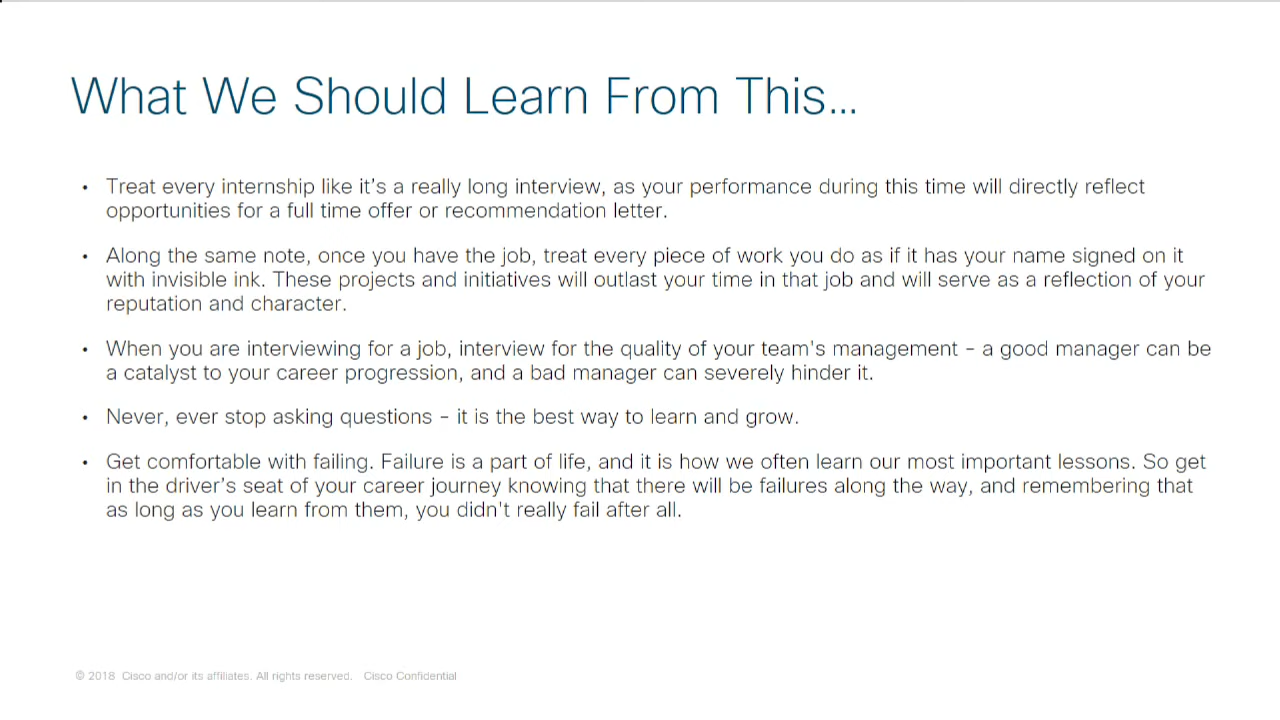 What We Should Learn From This...
• Treat every internship like it's a really long interview, as your performance during this time will directly reflect
opportunities for a full time offer or recommendation letter.
• Along the same note, once you have the job, treat every piece of work you do as if it has your name signed on it
with invisible ink. These projects and initiatives will outlast your time in that job and will serve as a reflection of your
reputation and character.
• When you are interviewing for a job, interview for the quality of your team's management – a good manager can be
a catalyst to your career progression, and a bad manager can severely hinder it.
• Never, ever stop asking questions – it is the best way to learn and grow.
• Get comfortable with failing. Failure is a part of life, and it is how we often learn our most important lessons. So get
in the driver's seat of your career journey knowing that there will be failures along the way, and remembering that
as long as you learn from them, you didn't really fail after all.
© 2018 Cisco and/or its affiliates. All rights reserved. Cisco Confidential